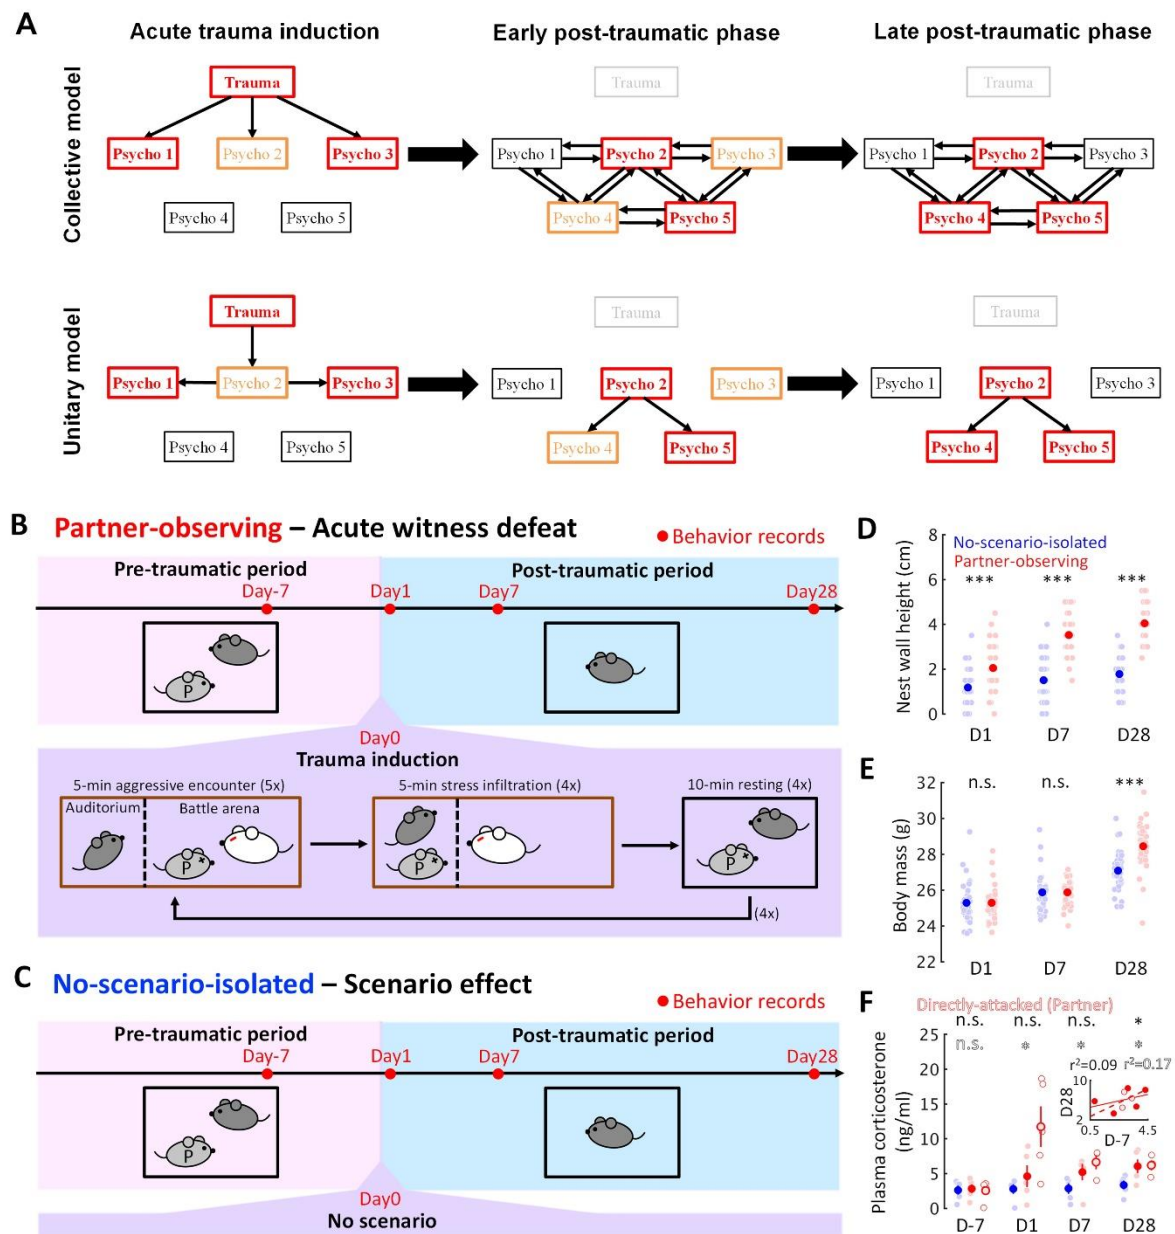 A
Acute trauma induction
Early post-traumatic phase
Late post-traumatic phase
Collective model
Trauma
Trauma
Trauma
Psycho 1
Psycho 2
Psycho 3
Psycho 1
Psycho 2
Psycho 3
Psycho 1
Psycho 2
Psycho 3
Psycho 4
Psycho 5
Psycho 4
Psycho 5
Psycho 4
Psycho 5
Unitary model
Trauma
Trauma
Trauma
Psycho 1
Psycho 2
Psycho 3
Psycho 1
Psycho 2
Psycho 3
Psycho 1
Psycho 2
Psycho 3
Psycho 4
Psycho 5
Psycho 4
Psycho 5
Psycho 4
Psycho 5
B
Partner-observing – Acute witness defeat
Behavior records
Pre-traumatic period
Post-traumatic period
Day-7
Day1
Day7
Day28
P
Day0
Trauma induction
5-min aggressive encounter (5x)
5-min stress infiltration (4x)
10-min resting (4x)
Auditorium
Battle arena
P
P
P
(4x)
C
No-scenario-isolated – Scenario effect
Behavior records
Pre-traumatic period
Post-traumatic period
Day-7
Day1
Day7
Day28
P
Day0
No scenario
D
No-scenario-isolated
Partner-observing
*** *** ***
Nest wall height (cm)
8
6
4
2
0
D1 D7 D28
E
n.s. n.s. ***
Body mass (g)
32
30
28
26
24
22
D1 D7 D28
F
Directly-attacked (Partner)
n.s. n.s. n.s. *
n.s. * * *
r²=0.09 r²=0.17
Plasma corticosterone
(ng/ml)
25
20
15
10
5
0
D28
10
2
0.5 4.5
D-7
D-7 D1 D7 D28